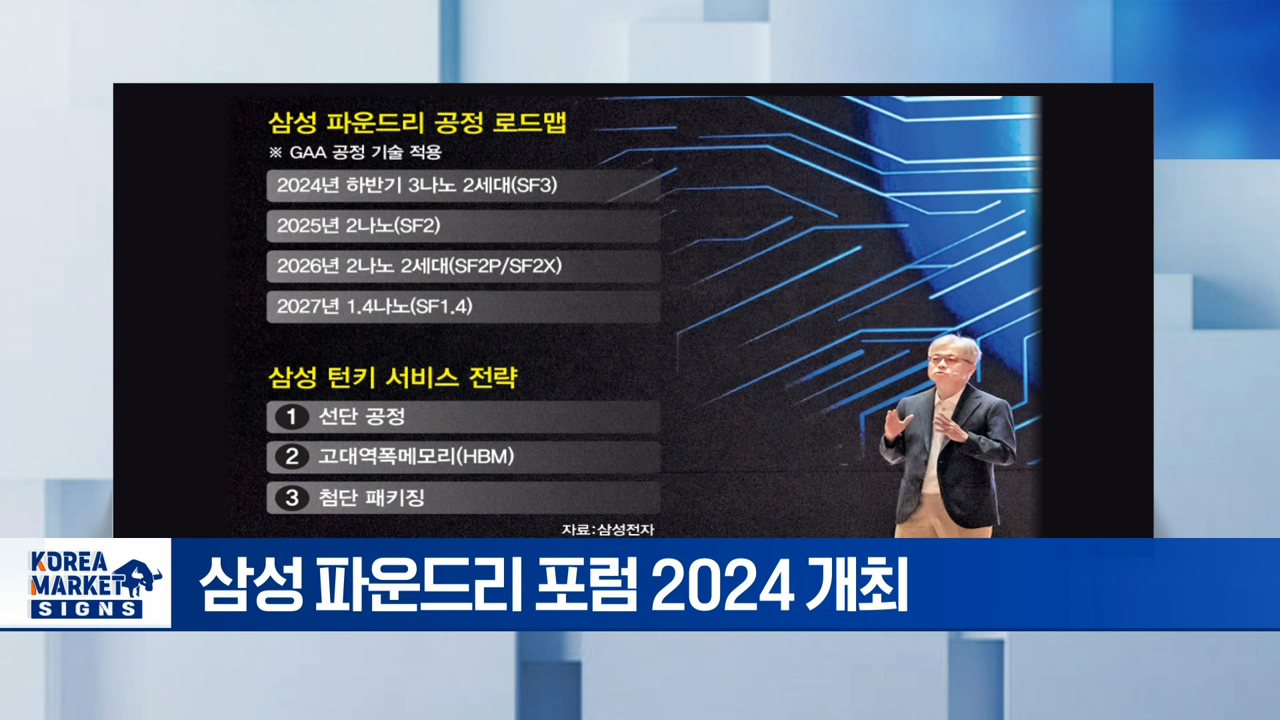 삼성 파운드리 공정 로드맵
※ GAA 공정 기술 적용
2024년 하반기 3나노 2세대(SF3)
2025년 2나노(SF2)
2026년 2나노 2세대(SF2P/SF2X)
2027년 1.4나노(SF1.4)
삼성 턴키 서비스 전략
1 선단 공정
2 고대역폭메모리(HBM)
3 첨단 패키징
자료:삼성전자
KOREA
MARKET
SIGNS
삼성 파운드리 포럼 2024 개최